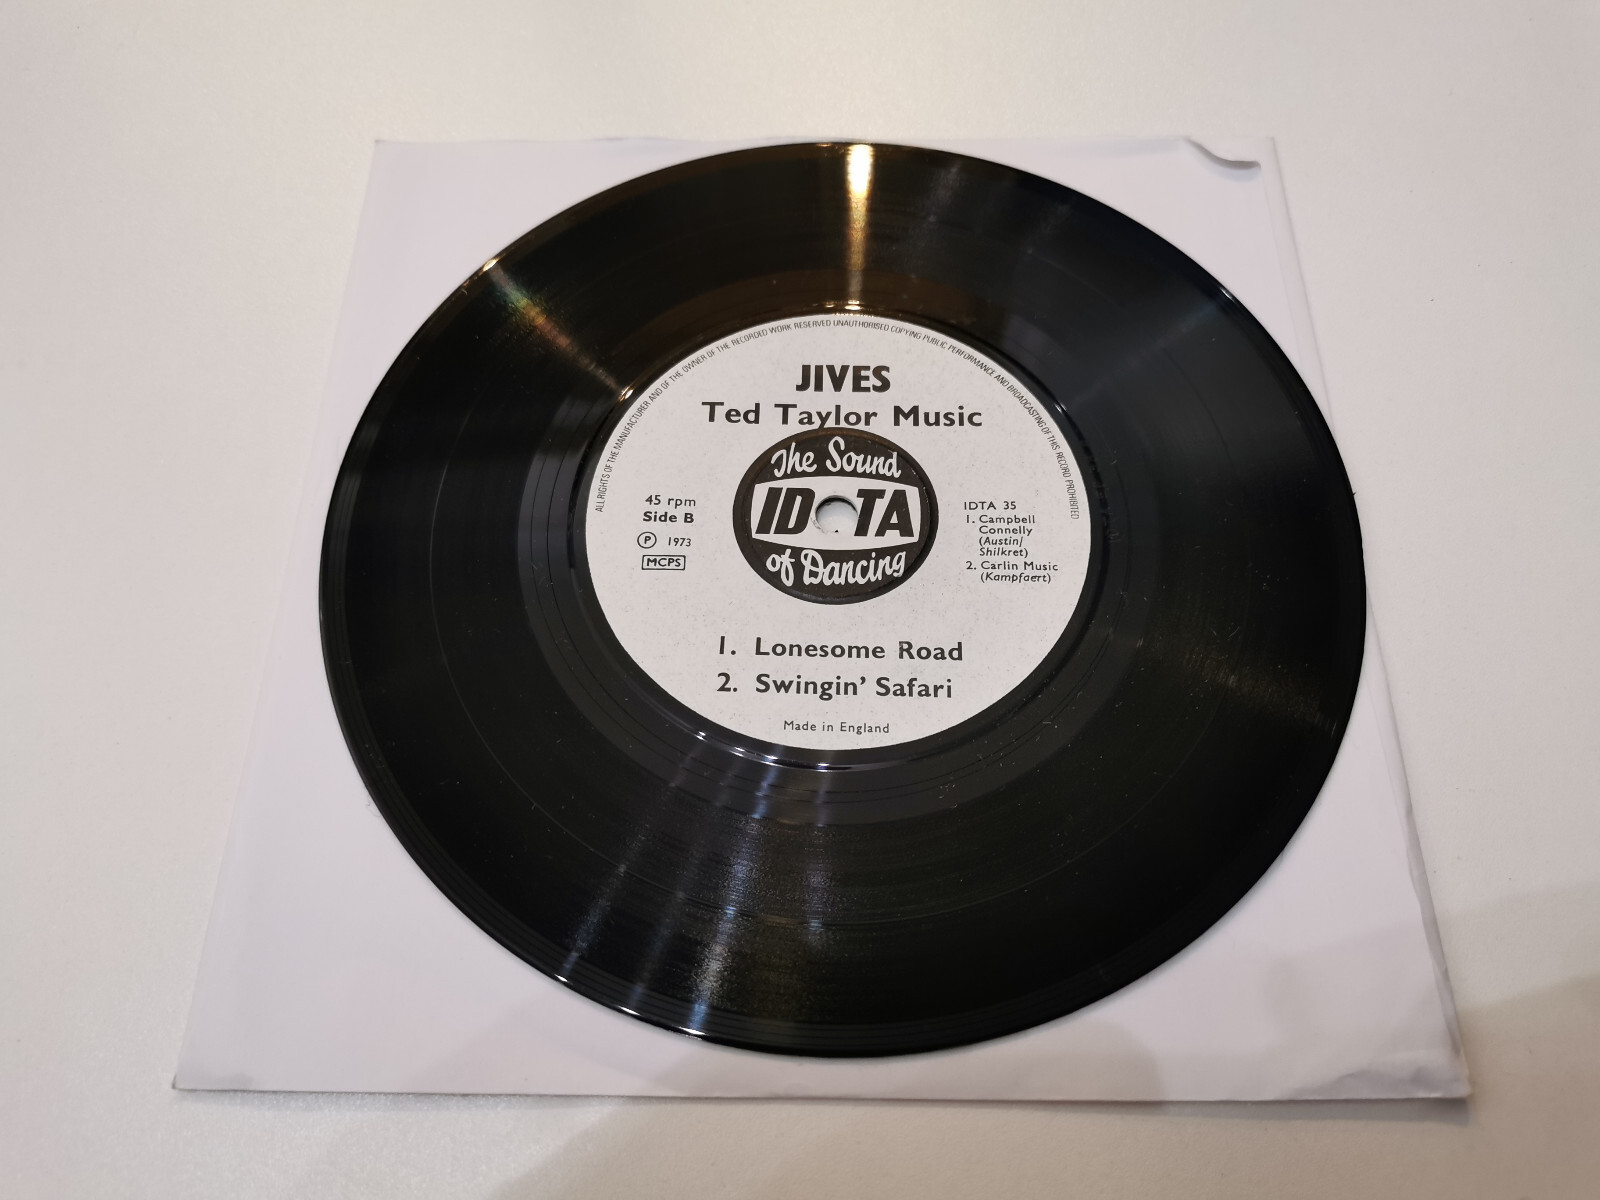 ALL RIGHTS OF THE MANUFACTURER AND OF THE OWNER OF THE RECORDED WORK RESERVED UNAUTHORISED COPYING PUBLIC PERFORMANCE AND BROADCASTING OF THIS RECORD PROHIBITED
JIVES
Ted Taylor Music
The Sound
IDTA
of Dancing
45 rpm
Side B
Ⓟ 1973
MCPS
IDTA 35
1. Campbell
Connelly
(Austin/
Shilkret)
2. Carlin Music
(Kampfaert)
1. Lonesome Road
2. Swingin' Safari
Made in England